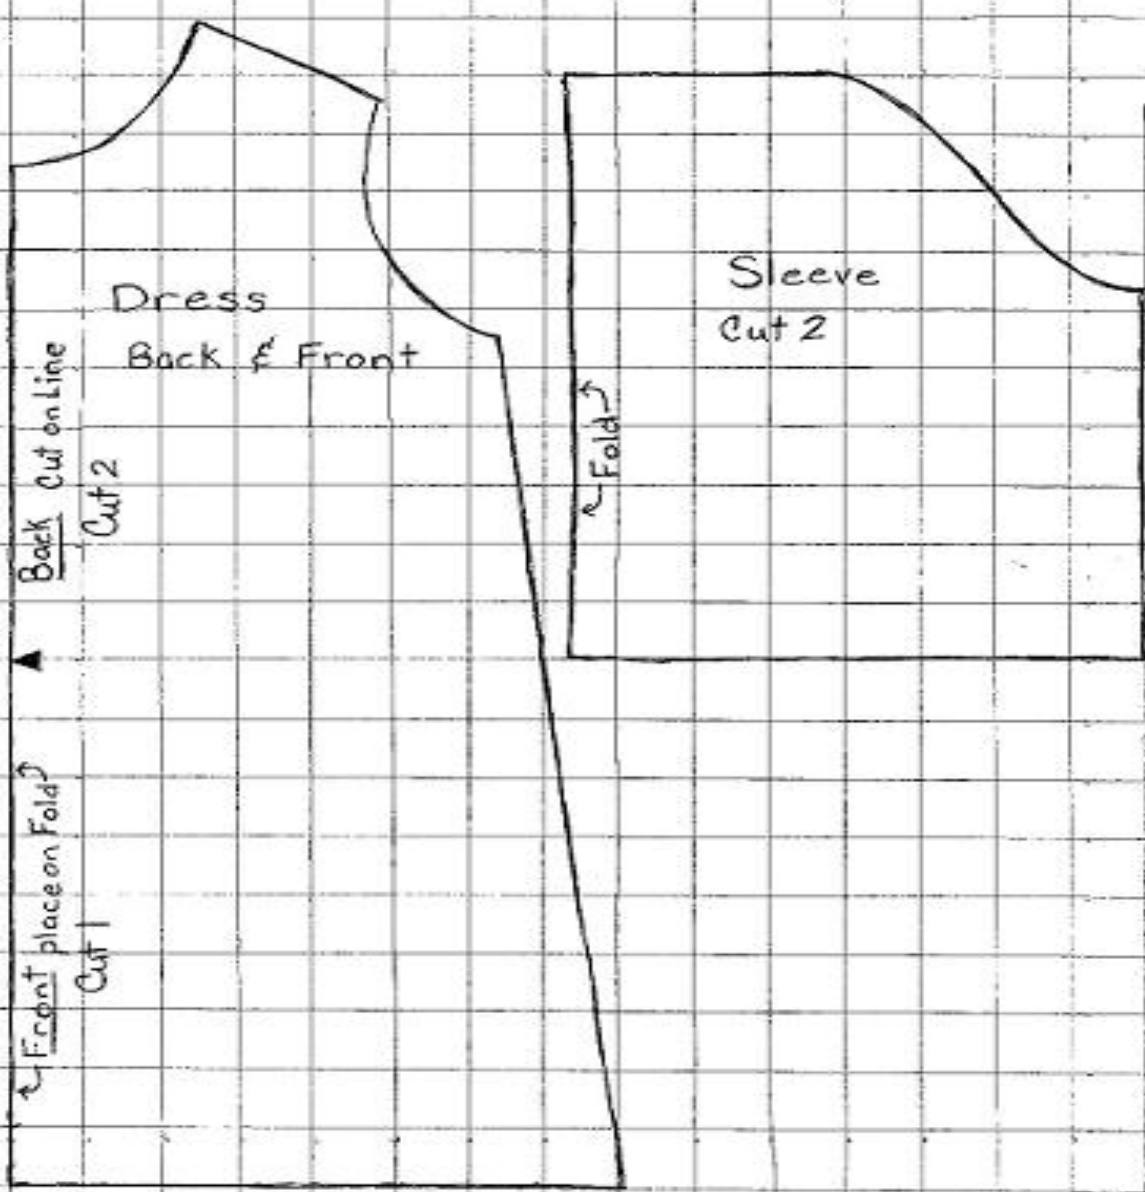 Dress
Back & Front
Back Cut on Line
Cut 2
Front place on Fold
Cut 1
Sleeve
Cut 2
Fold